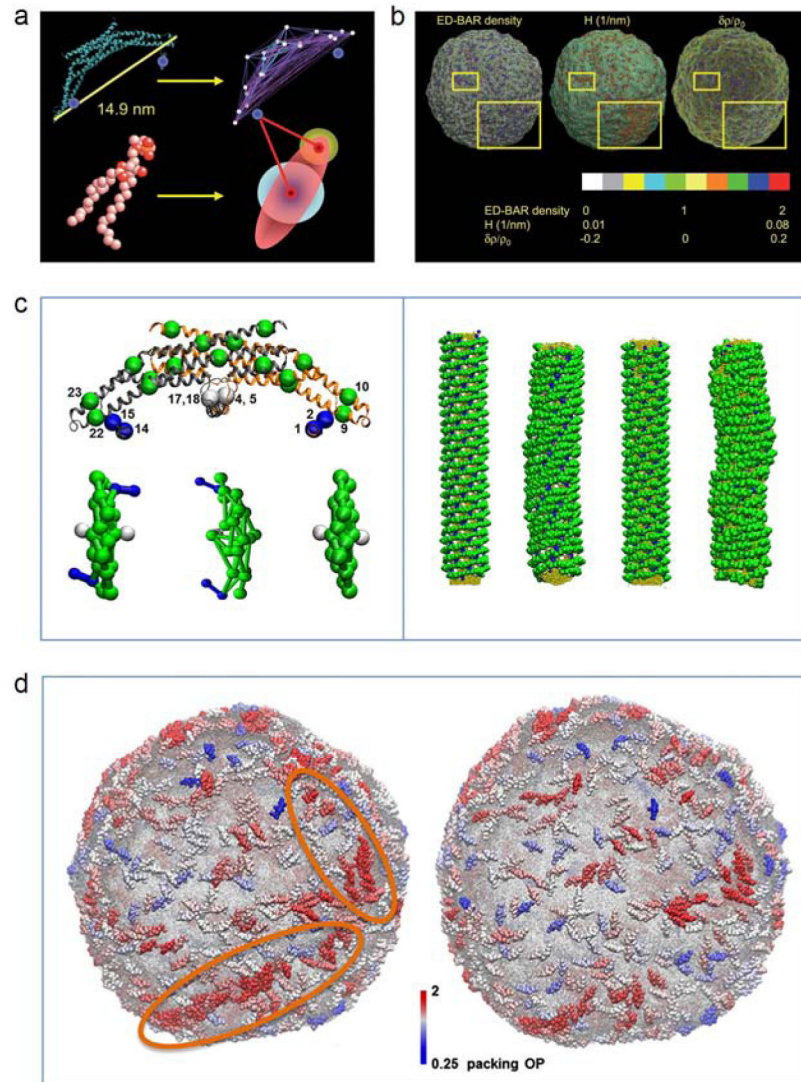 a
14.9 nm
b
ED-BAR density H (1/nm) δρ/ρ0
ED-BAR density 0 1 2
H (1/nm) 0.01 0.08
δρ/ρ0 -0.2 0 0.2
c
23
15
22
14
17,18
4, 5
2
1
10
9
d
2
0.25 packing OP